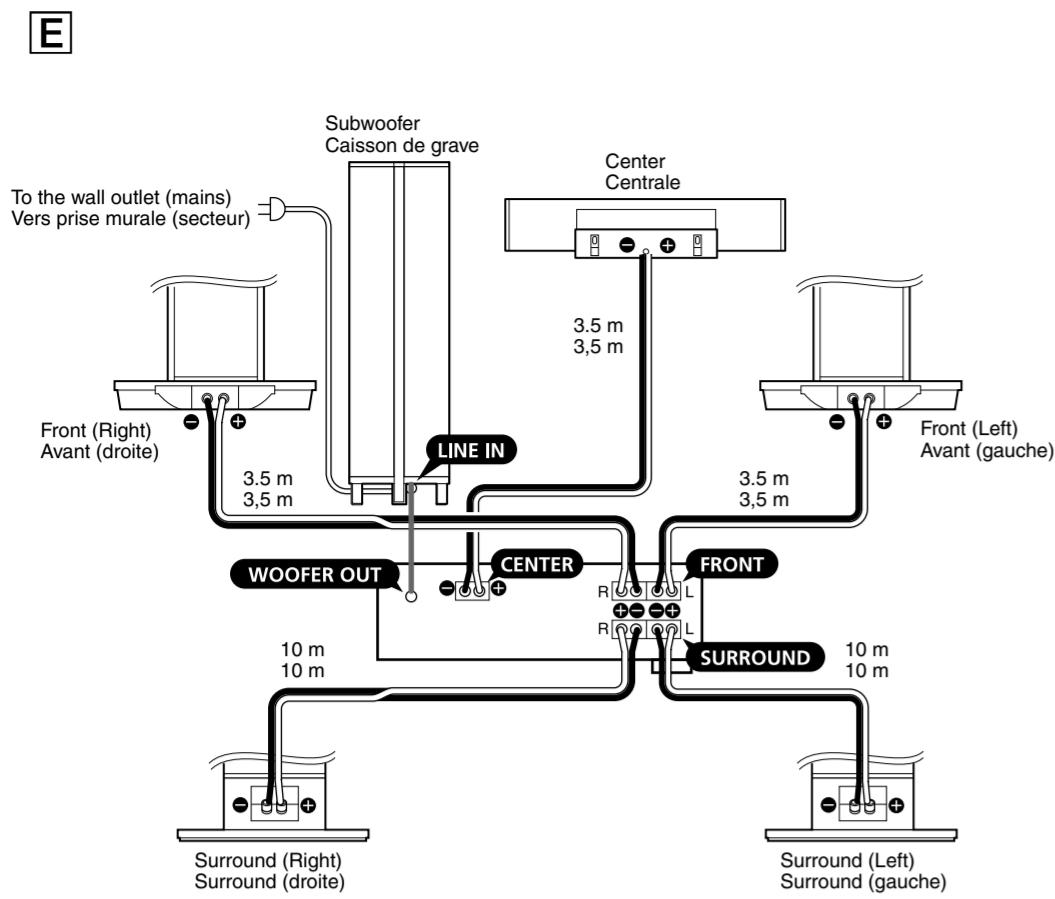 E
Subwoofer
Caisson de grave
Center
Centrale
To the wall outlet (mains)
Vers prise murale (secteur)
− +
3.5 m
3,5 m
− +
− +
Front (Right)
Avant (droite)
Front (Left)
Avant (gauche)
LINE IN
3.5 m
3,5 m
3.5 m
3,5 m
WOOFER OUT
− +
CENTER
FRONT
R L
+ − − +
R L
SURROUND
10 m
10 m
10 m
10 m
− +
− +
Surround (Right)
Surround (droite)
Surround (Left)
Surround (gauche)